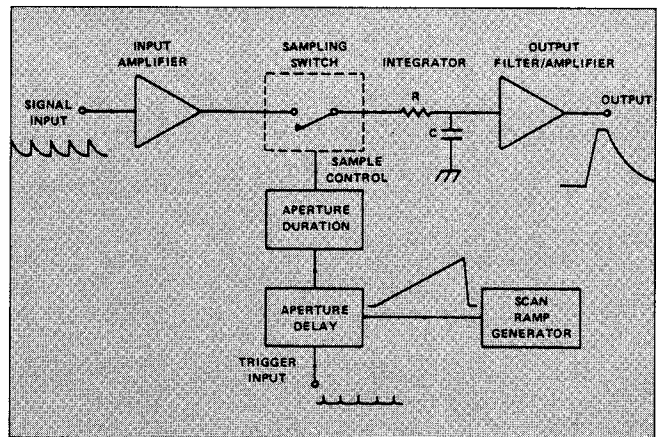 INPUT
AMPLIFIER
SAMPLING
SWITCH
INTEGRATOR
OUTPUT
FILTER/AMPLIFIER
SIGNAL
INPUT
R
C
OUTPUT
SAMPLE
CONTROL
APERTURE
DURATION
APERTURE
DELAY
SCAN
RAMP
GENERATOR
TRIGGER
INPUT